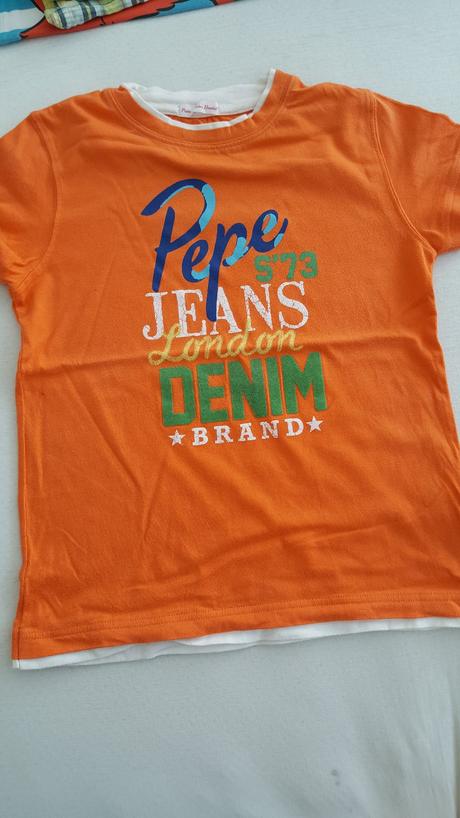 Pepe
S'73
JEANS
London
DENIM
★BRAND★